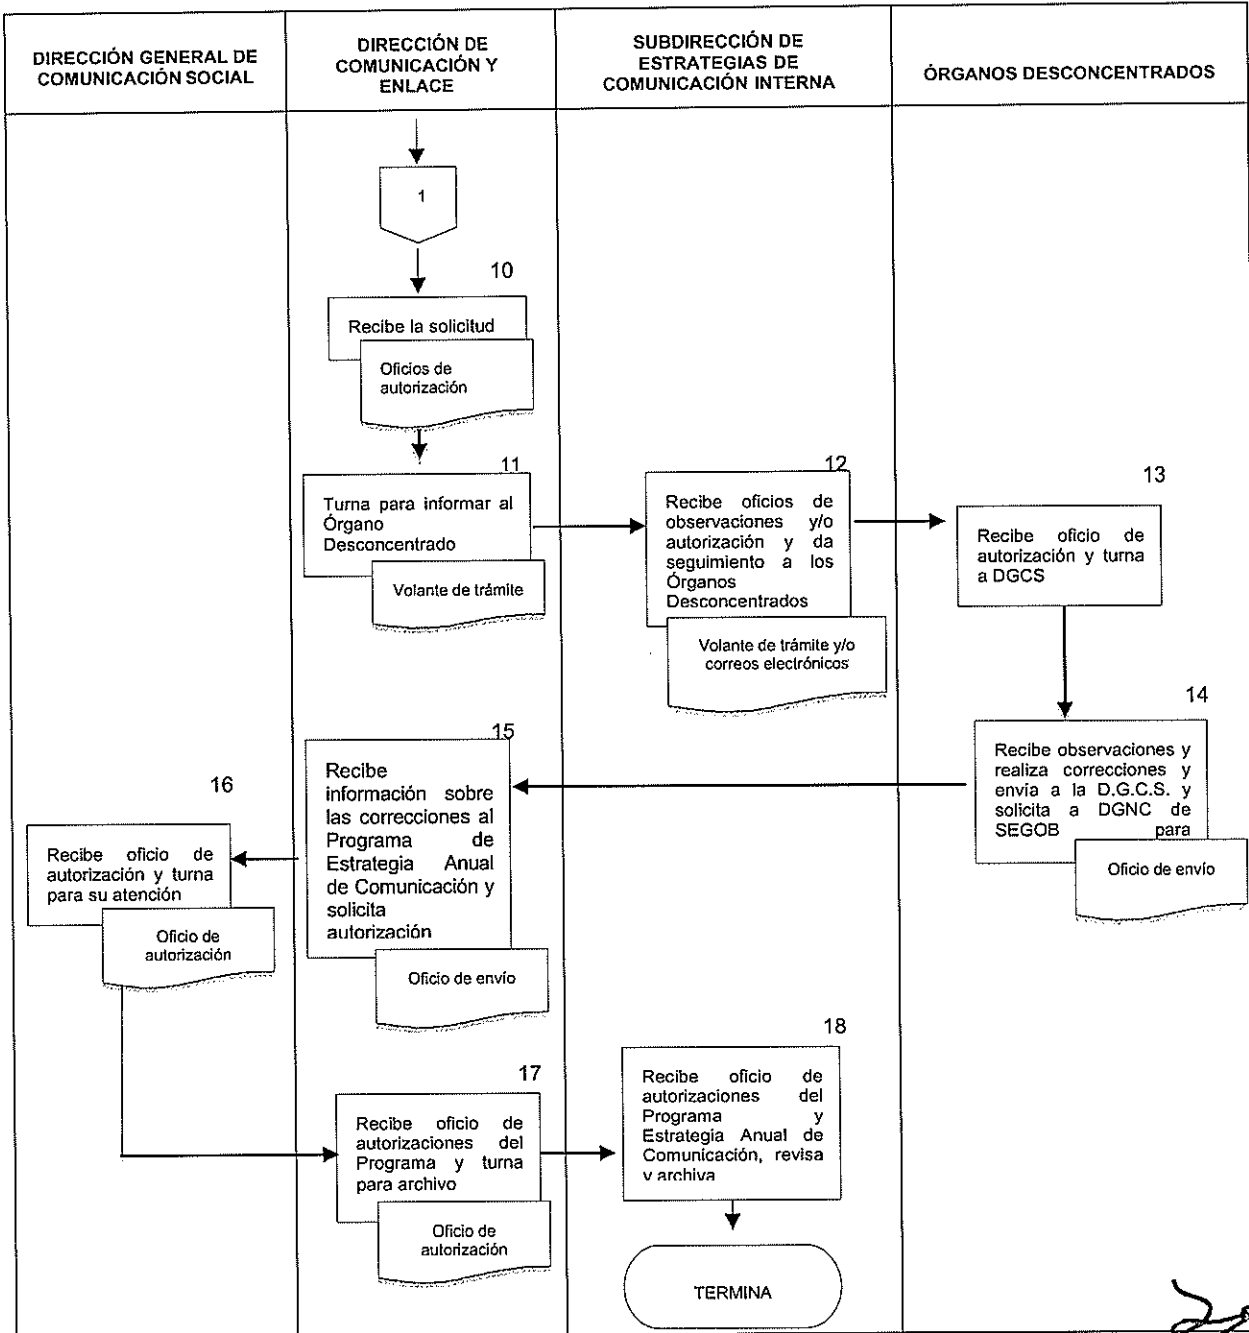 DIRECCIÓN GENERAL DE
COMUNICACIÓN SOCIAL
DIRECCIÓN DE
COMUNICACIÓN Y
ENLACE
SUBDIRECCIÓN DE
ESTRATEGIAS DE
COMUNICACIÓN INTERNA
ÓRGANOS DESCONCENTRADOS
1
10
Recibe la solicitud
Oficios de
autorización
11
Turna para informar al
Órgano
Desconcentrado
Volante de trámite
12
Recibe oficios de
observaciones y/o
autorización y da
seguimiento a los
Órganos
Desconcentrados
Volante de trámite y/o
correos electrónicos
13
Recibe oficio de
autorización y turna
a DGCS
14
Recibe observaciones y
realiza correcciones y
envía a la D.G.C.S. y
solicita a DGNC de
SEGOB para
Oficio de envío
15
Recibe
información sobre
las correcciones al
Programa de
Estrategia Anual
de Comunicación y
solicita
autorización
Oficio de envío
16
Recibe oficio de
autorización y turna
para su atención
Oficio de
autorización
17
Recibe oficio de
autorizaciones del
Programa y turna
para archivo
Oficio de
autorización
18
Recibe oficio de
autorizaciones del
Programa y
Estrategia Anual de
Comunicación, revisa
y archiva
TERMINA